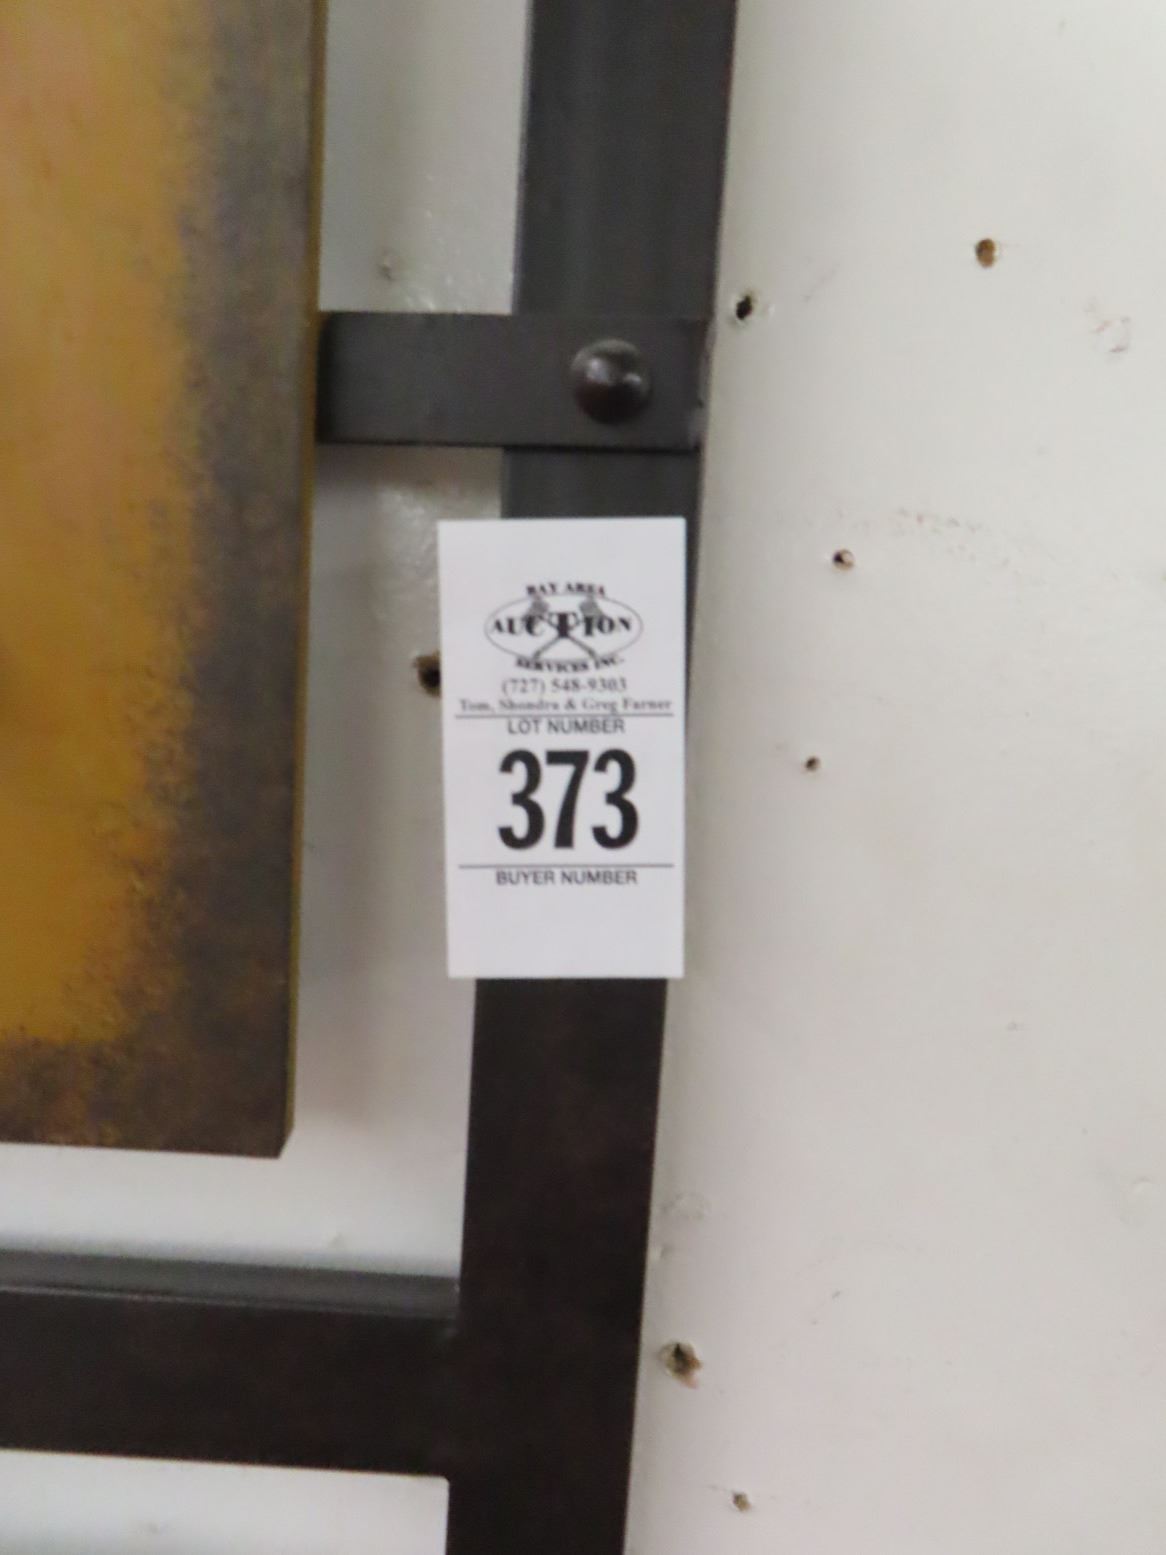 BAY AREA
AUCTION
SERVICES INC.
(727) 548-9303
Tom, Shondra & Greg Farner
LOT NUMBER
373
BUYER NUMBER